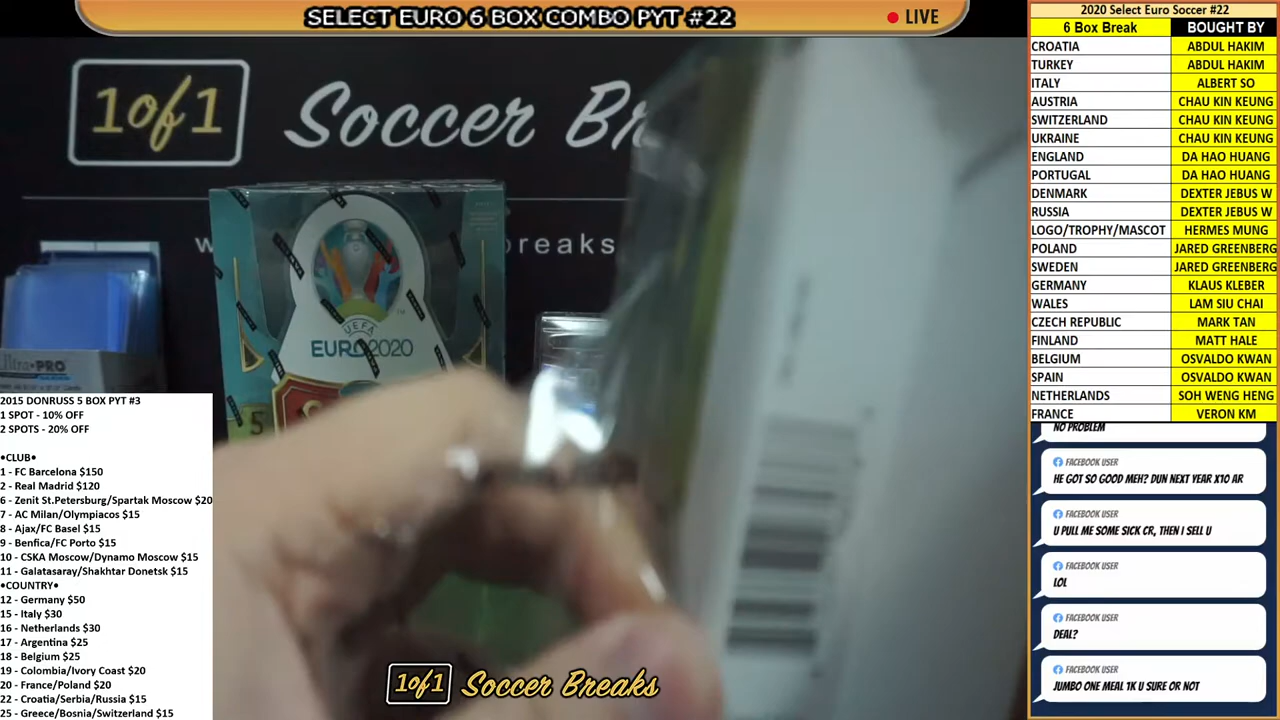 SELECT EURO 6 BOX COMBO PYT #22
LIVE
1of1 Soccer
breaks
UEFA
EURO2020
5
PRO
2015 DONRUSS 5 BOX PYT #3
1 SPOT - 10% OFF
2 SPOTS - 20% OFF
•CLUB•
1 - FC Barcelona $150
2 - Real Madrid $120
6 - Zenit St.Petersburg/Spartak Moscow $20
7 - AC Milan/Olympiacos $15
8 - Ajax/FC Basel $15
9 - Benfica/FC Porto $15
10 - CSKA Moscow/Dynamo Moscow $15
11 - Galatasaray/Shakhtar Donetsk $15
•COUNTRY•
12 - Germany $50
15 - Italy $30
16 - Netherlands $30
17 - Argentina $25
18 - Belgium $25
19 - Colombia/Ivory Coast $20
20 - France/Poland $20
22 - Croatia/Serbia/Russia $15
25 - Greece/Bosnia/Switzerland $15
1of1 Soccer Breaks
2020 Select Euro Soccer #22
6 Box Break BOUGHT BY
CROATIA ABDUL HAKIM
TURKEY ABDUL HAKIM
ITALY ALBERT SO
AUSTRIA CHAU KIN KEUNG
SWITZERLAND CHAU KIN KEUNG
UKRAINE CHAU KIN KEUNG
ENGLAND DA HAO HUANG
PORTUGAL DA HAO HUANG
DENMARK DEXTER JEBUS W
RUSSIA DEXTER JEBUS W
LOGO/TROPHY/MASCOT HERMES MUNG
POLAND JARED GREENBERG
SWEDEN JARED GREENBERG
GERMANY KLAUS KLEBER
WALES LAM SIU CHAI
CZECH REPUBLIC MARK TAN
FINLAND MATT HALE
BELGIUM OSVALDO KWAN
SPAIN OSVALDO KWAN
NETHERLANDS SOH WENG HENG
FRANCE VERON KM
NO PROBLEM
FACEBOOK USER
HE GOT SO GOOD MEH? DUN NEXT YEAR X10 AR
FACEBOOK USER
U PULL ME SOME SICK CR, THEN I SELL U
FACEBOOK USER
LOL
FACEBOOK USER
DEAL?
FACEBOOK USER
JUMBO ONE MEAL 1K U SURE OR NOT